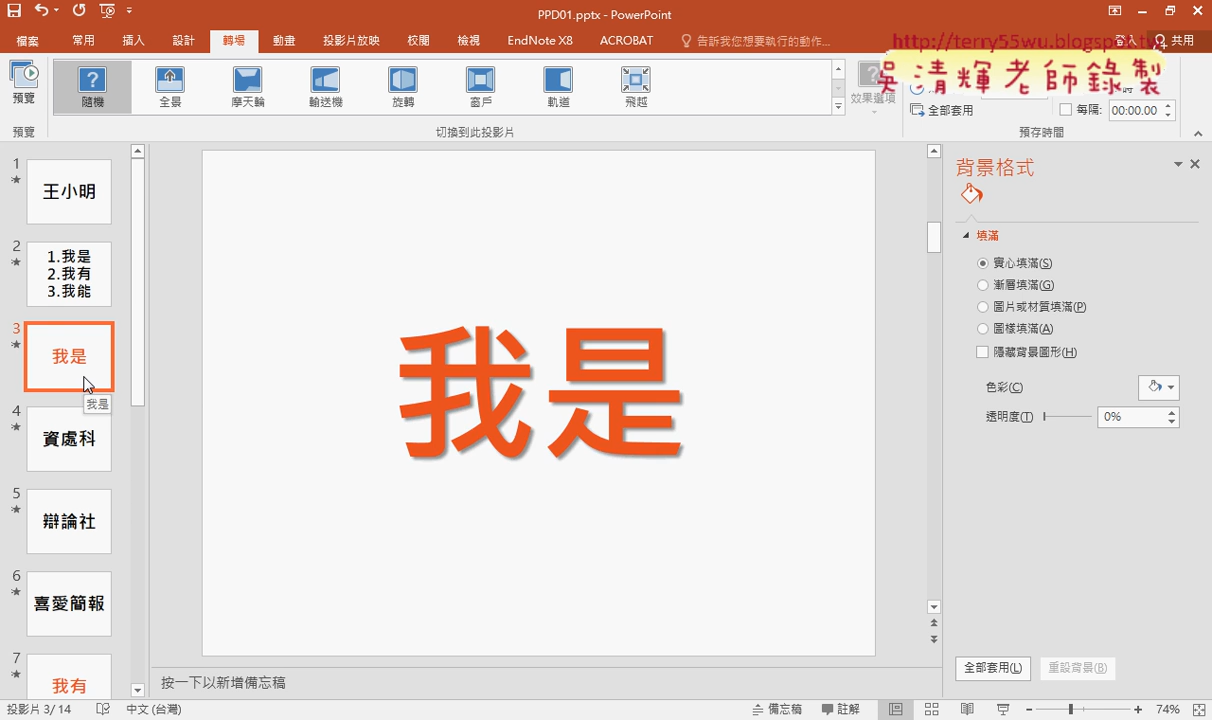 PPD01.pptx - PowerPoint
檔案 常用 插入 設計 轉場 動畫 投影片放映 校閱 檢視 EndNote X8 ACROBAT 告訴我您想要執行的動作... 登入 共用
http://terry55wu.blogspot.tw
吳清輝老師錄製
預覽 隨機 全景 摩天輪 輸送機 旋轉 窗戶 軌道 飛越 效果選項
全部套用 每隔: 00:00.00
預覽 切換到此投影片 預存時間
1 王小明
2 1.我是
2.我有
3.我能
3 我是
我是
4 資處科
5 辯論社
6 喜愛簡報
7 我有
我是
按一下以新增備忘稿
背景格式
填滿
實心填滿(S)
漸層填滿(G)
圖片或材質填滿(P)
圖樣填滿(A)
隱藏背景圖形(H)
色彩(C)
透明度(T) 0%
全部套用(L) 重設背景(B)
投影片 3/ 14 中文 (台灣) 備忘稿 註解 74%